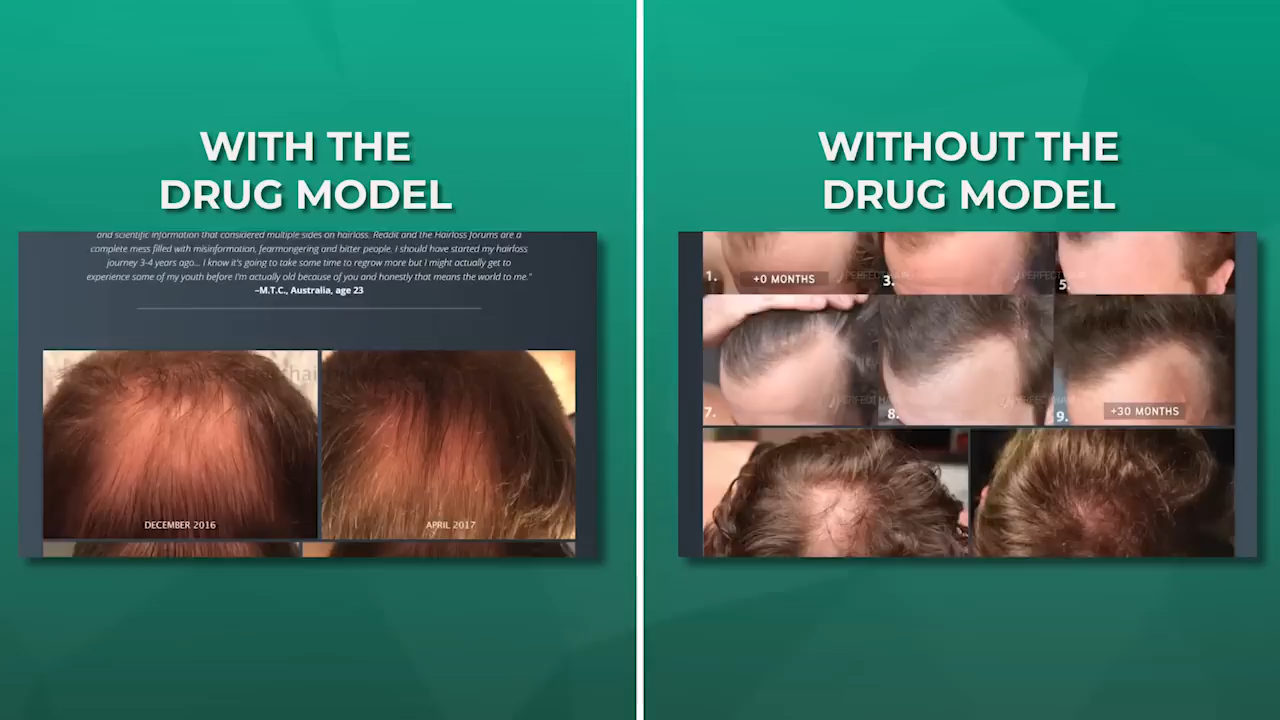 WITH THE
DRUG MODEL
and scientific information that considered multiple sides on hairloss. Reddit and the Hairloss forums are a
complete mess filled with misinformation, fearmongering and bitter people. I should have started my hairloss
journey 3-4 years ago... I know it's going to take some time to regrow more but I might actually get to
experience some of my youth before I'm actually old because of you and honestly that means the world to me."
–M.T.C., Australia, age 23
DECEMBER 2016
APRIL 2017
WITHOUT THE
DRUG MODEL
1.
+0 MONTHS
3.
5.
7.
8.
9.
+30 MONTHS